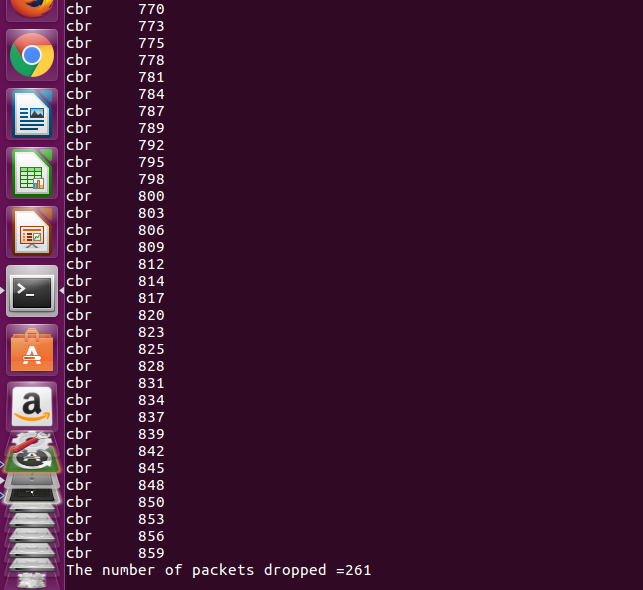 cbr 770
cbr 773
cbr 775
cbr 778
cbr 781
cbr 784
cbr 787
cbr 789
cbr 792
cbr 795
cbr 798
cbr 800
cbr 803
cbr 806
cbr 809
cbr 812
cbr 814
cbr 817
cbr 820
cbr 823
cbr 825
cbr 828
cbr 831
cbr 834
cbr 837
cbr 839
cbr 842
cbr 845
cbr 848
cbr 850
cbr 853
cbr 856
cbr 859
The number of packets dropped =261